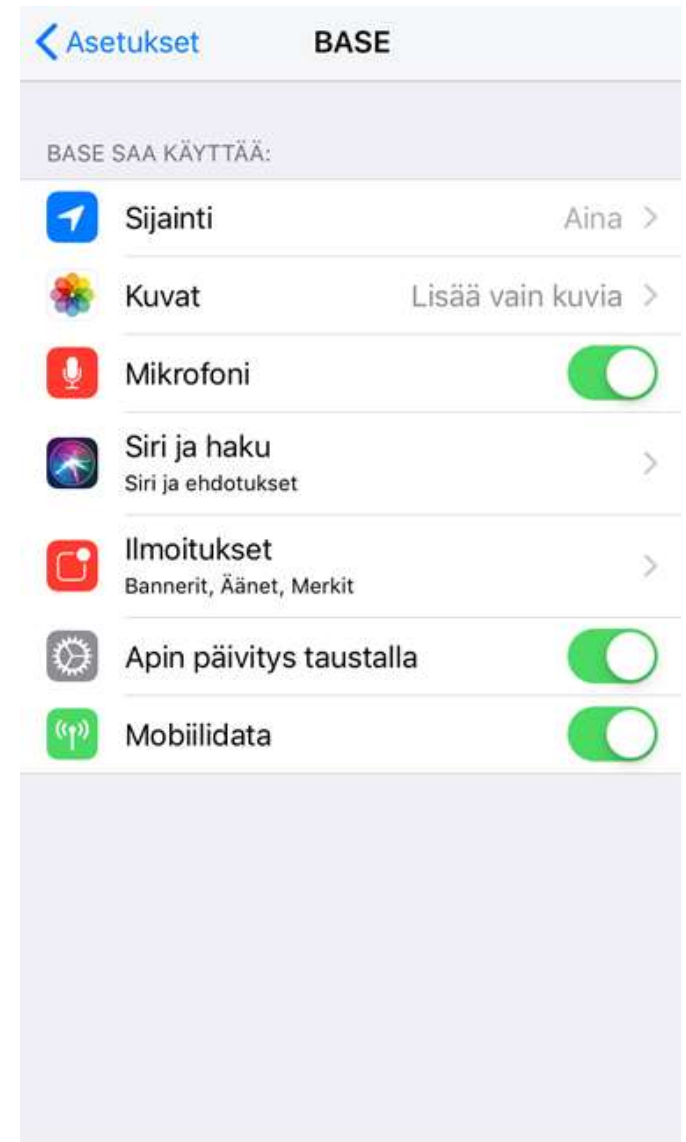 Asetukset BASE
BASE SAA KÄYTTÄÄ:
Sijainti Aina
Kuvat Lisää vain kuvia
Mikrofoni
Siri ja haku
Siri ja ehdotukset
Ilmoitukset
Bannerit, Äänet, Merkit
Apin päivitys taustalla
Mobiilidata